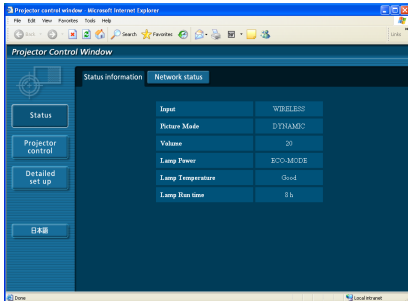 Projector control window - Microsoft Internet Explorer
File Edit View Favorites Tools Help
Back Search Favorites Links
Projector Control Window
Status information Network status
Status
Projector control
Detailed set up
日本語
Input WIRELESS
Picture Mode DYNAMIC
Volume 20
Lamp Power ECO-MODE
Lamp Temperature Good
Lamp Run time 8 h
Done Local intranet